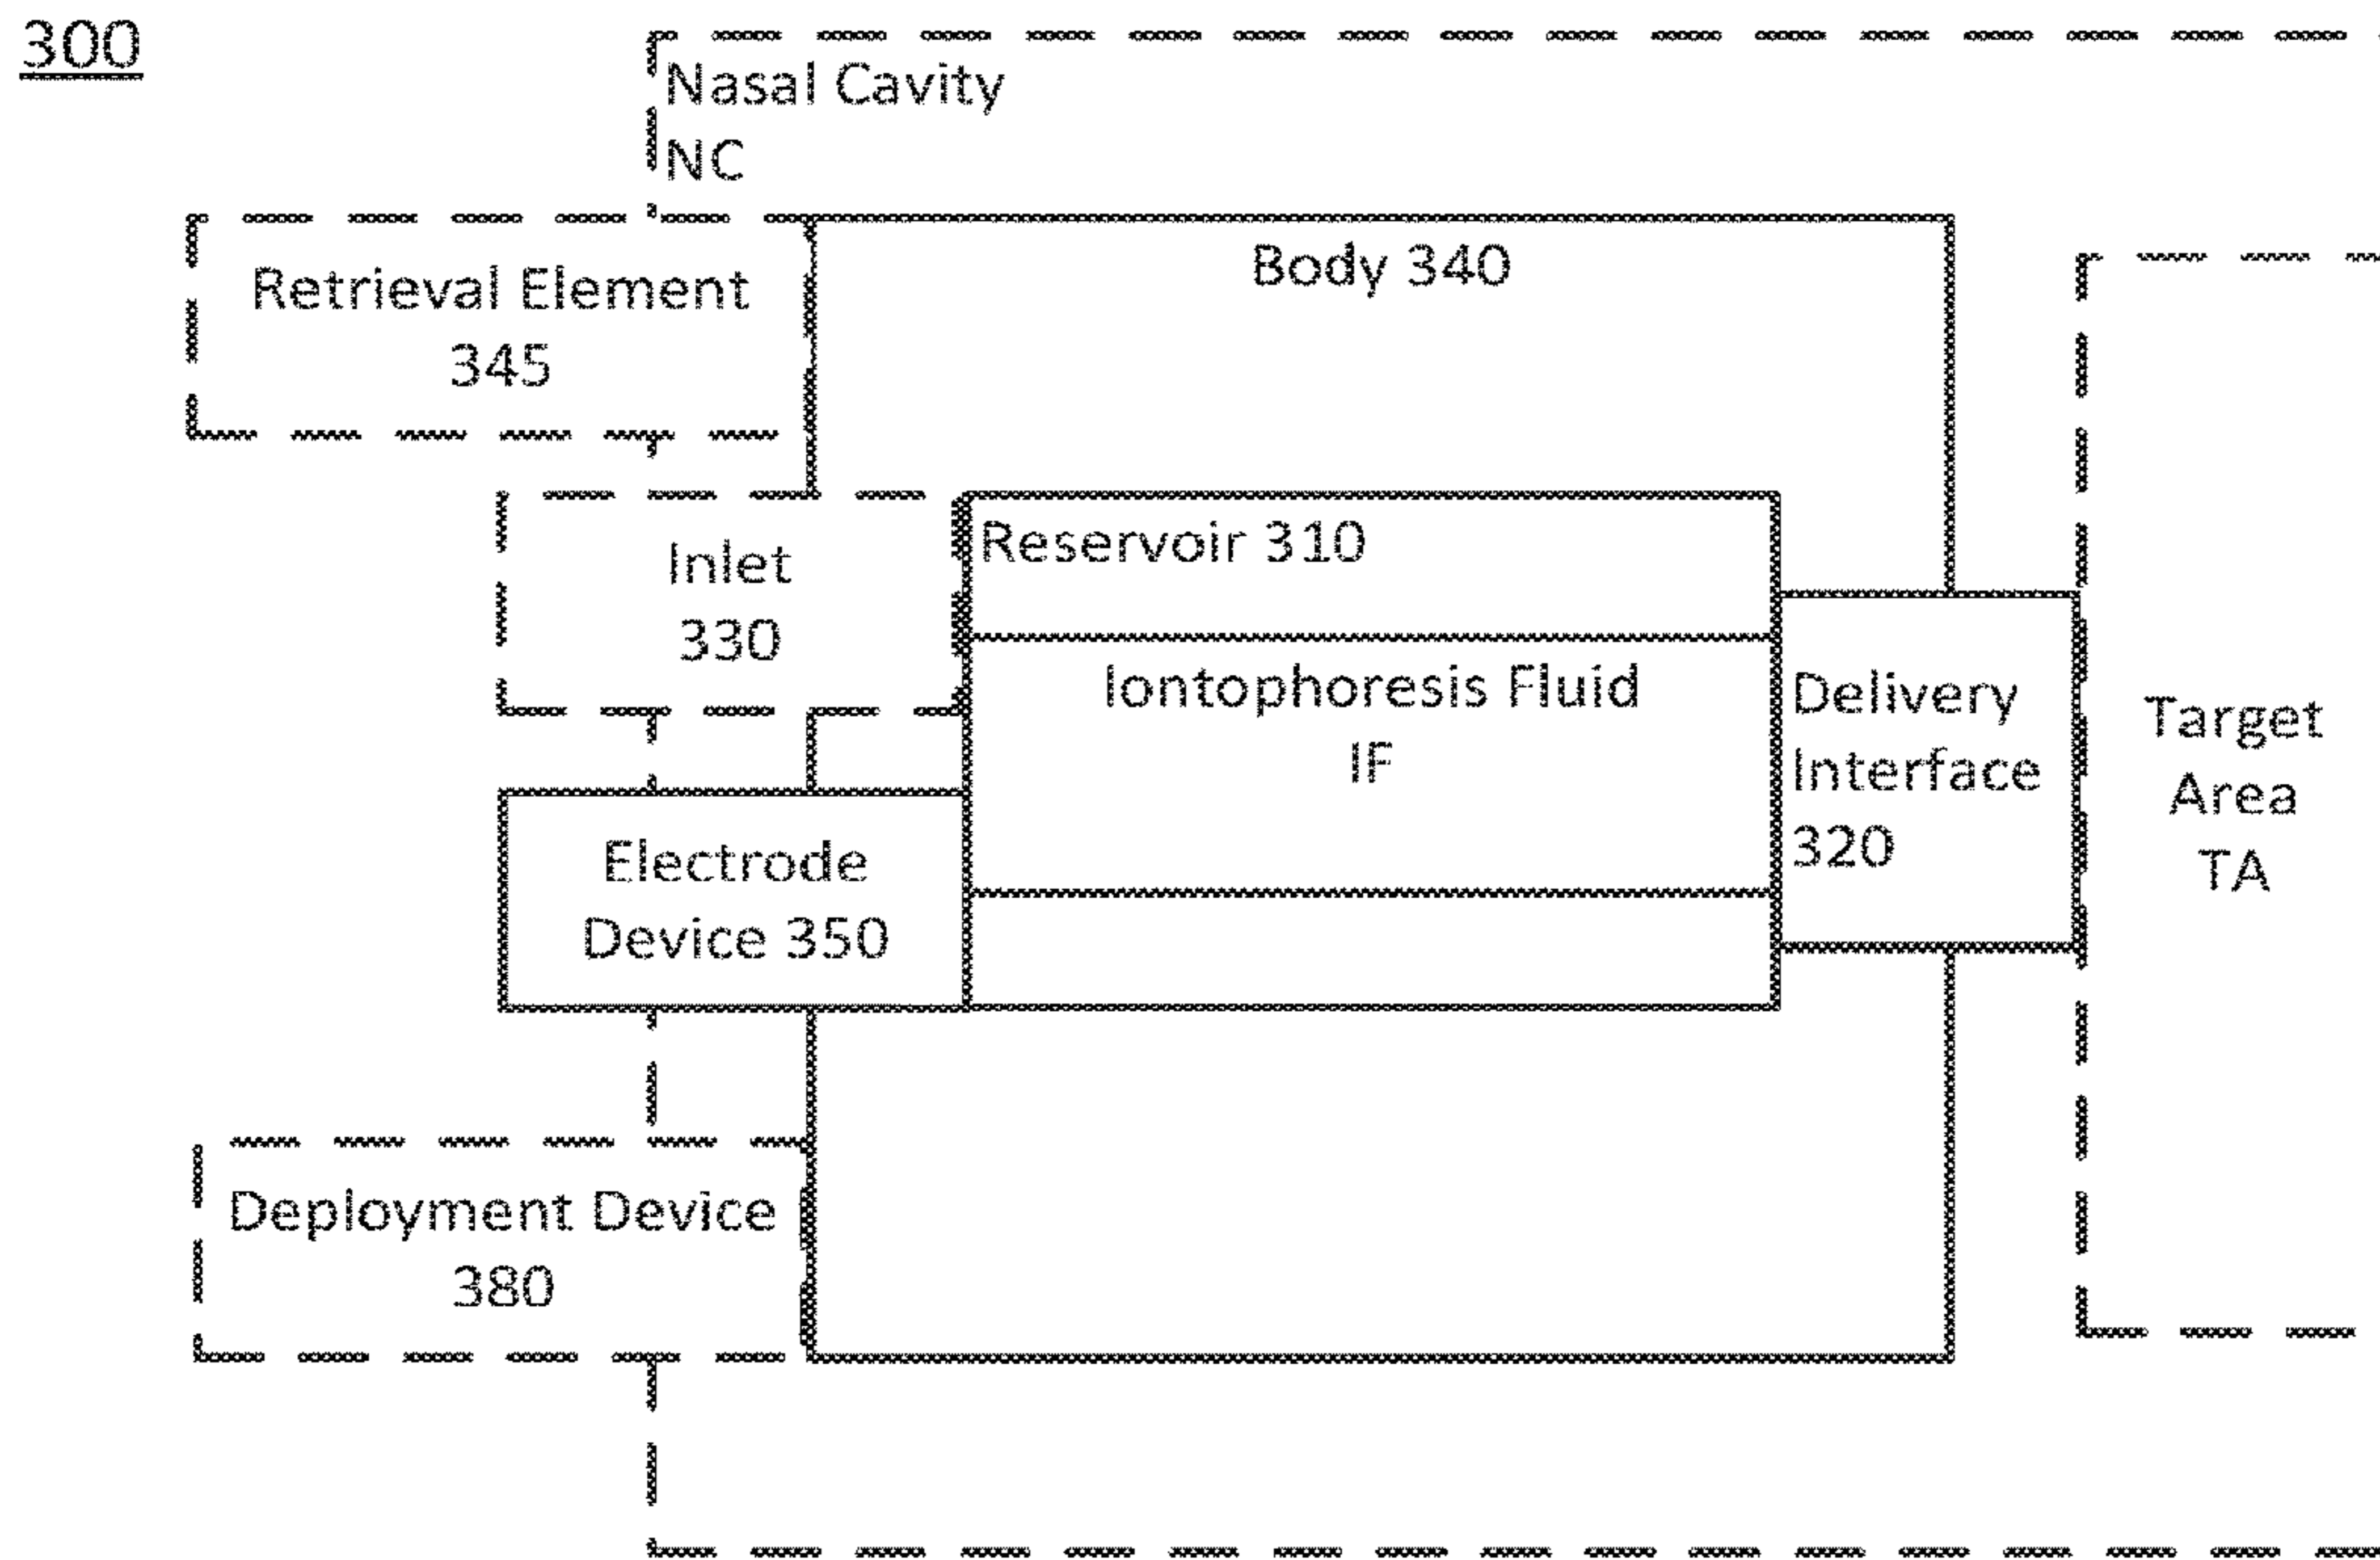 300
Nasal Cavity
NC
Body 340
Retrieval Element
345
Reservoir 310
Inlet
330
Iontophoresis Fluid
IF
Delivery
Interface
320
Target
Area
TA
Electrode
Device 350
Deployment Device
380